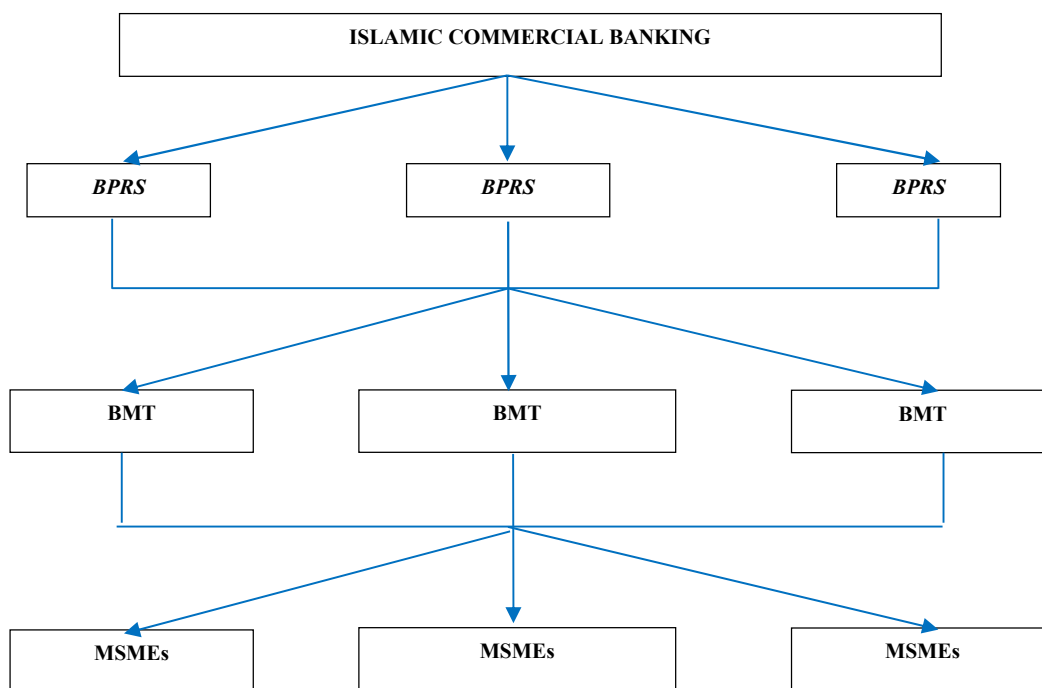 ISLAMIC COMMERCIAL BANKING
BPRS
BPRS
BPRS
BMT
BMT
BMT
MSMEs
MSMEs
MSMEs